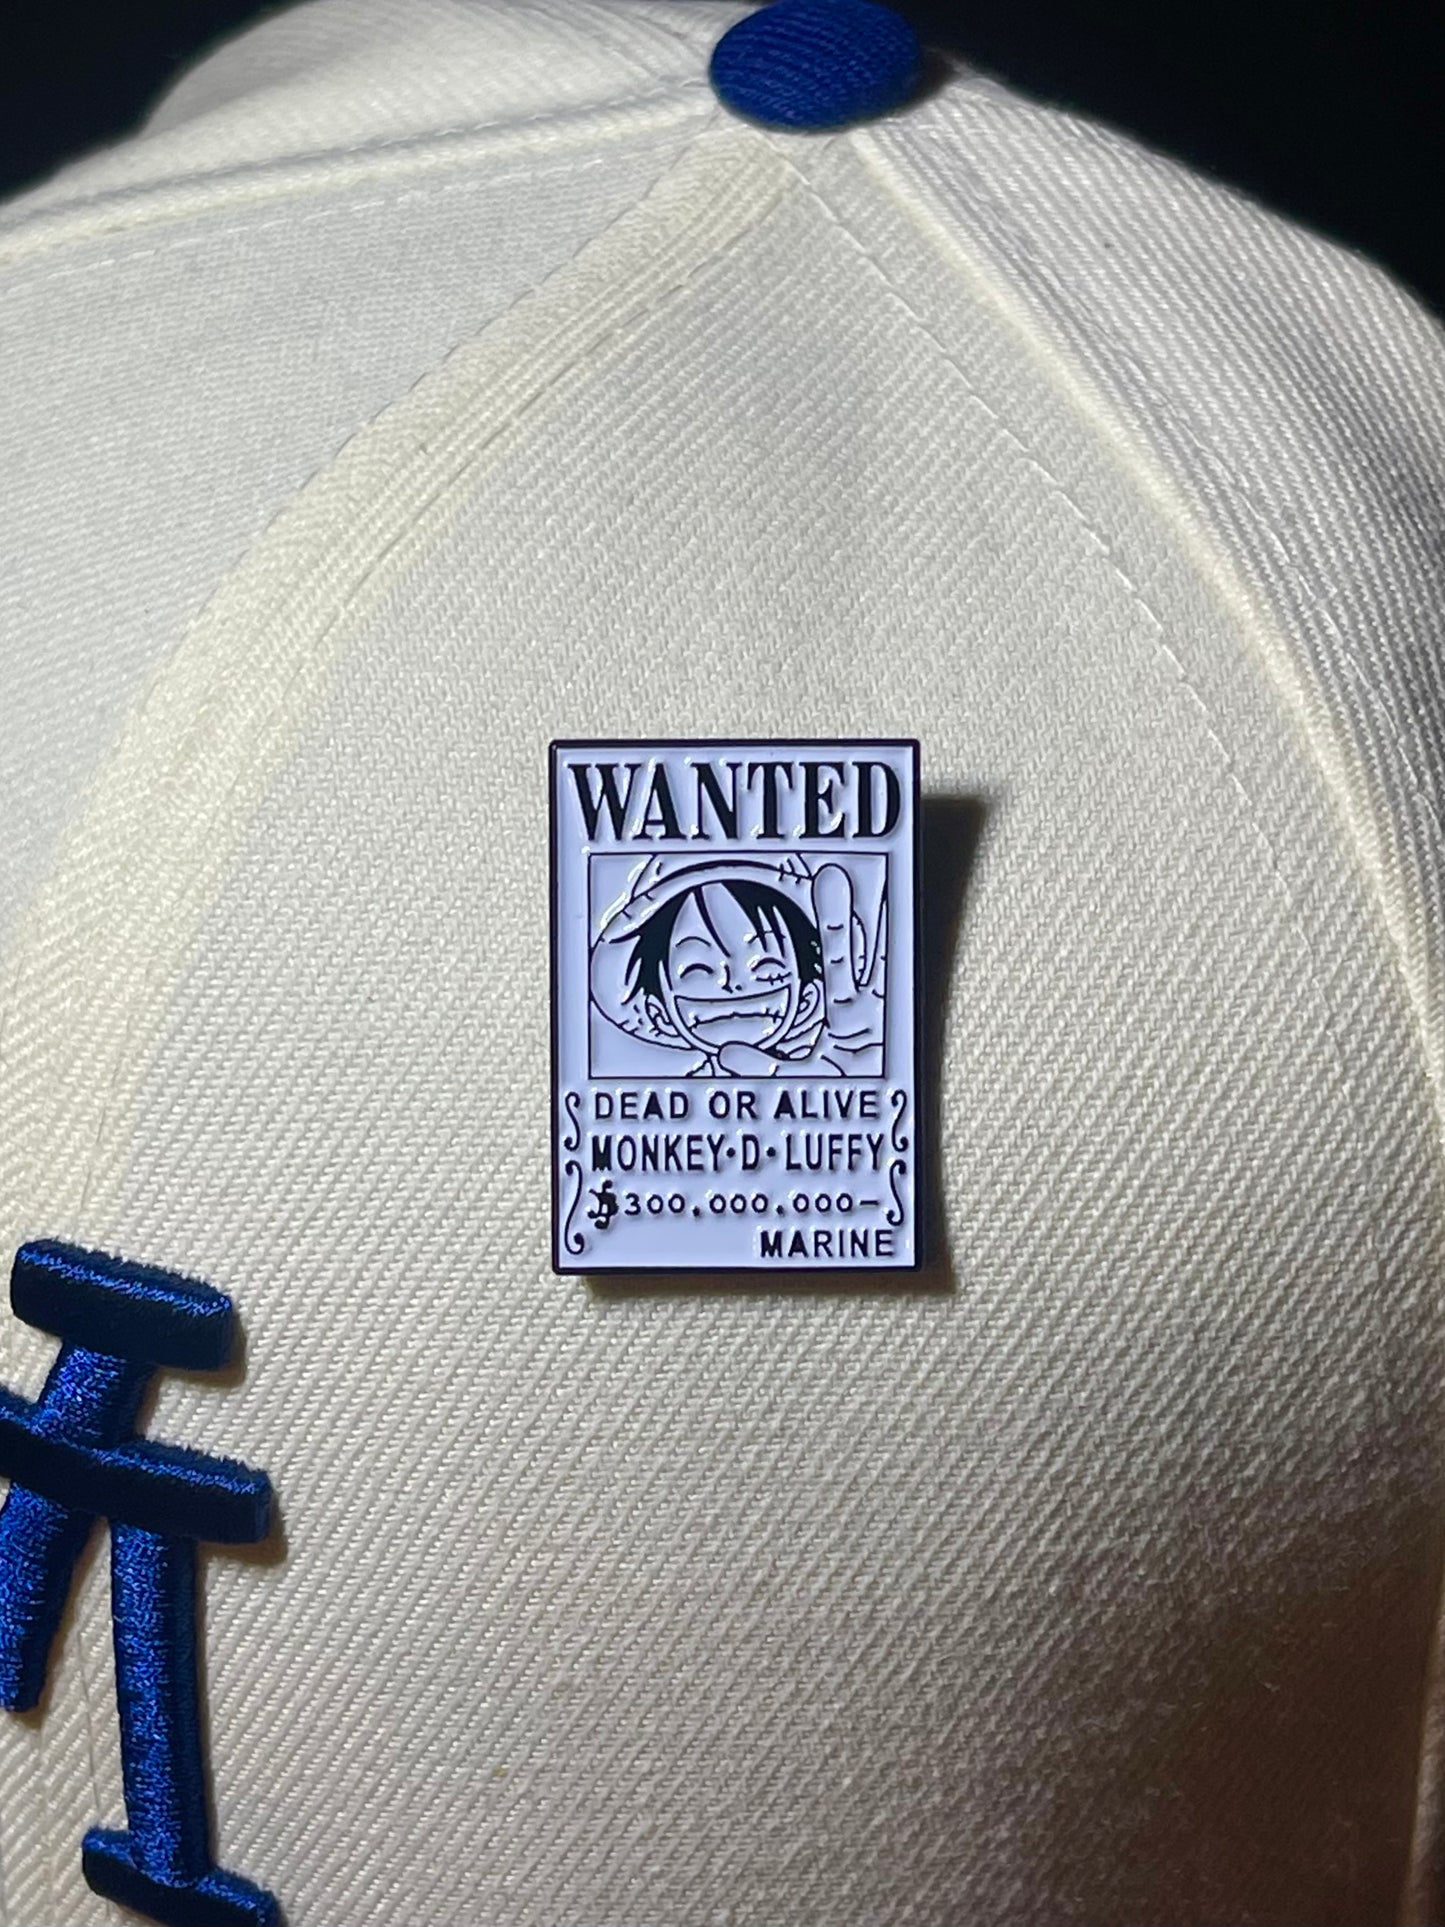 WANTED
DEAD OR ALIVE
MONKEY·D·LUFFY
฿300,000,000-
MARINE